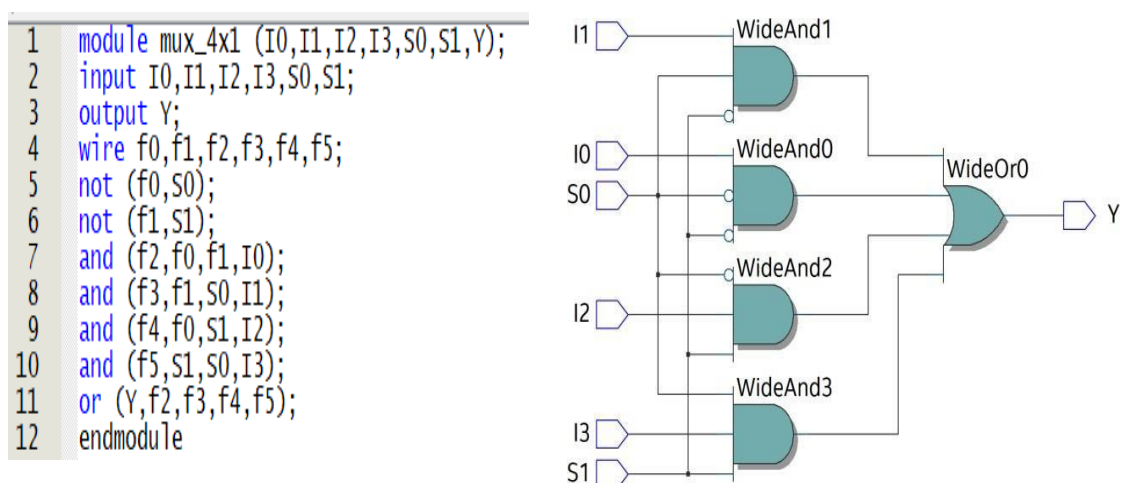 1 module mux_4x1 (I0,I1,I2,I3,S0,S1,Y);
2 input I0,I1,I2,I3,S0,S1;
3 output Y;
4 wire f0,f1,f2,f3,f4,f5;
5 not (f0,S0);
6 not (f1,S1);
7 and (f2,f0,f1,I0);
8 and (f3,f1,S0,I1);
9 and (f4,f0,S1,I2);
10 and (f5,S1,S0,I3);
11 or (Y,f2,f3,f4,f5);
12 endmodule
I1
WideAnd1
I0
WideAnd0
S0
WideOr0
Y
WideAnd2
I2
WideAnd3
I3
S1